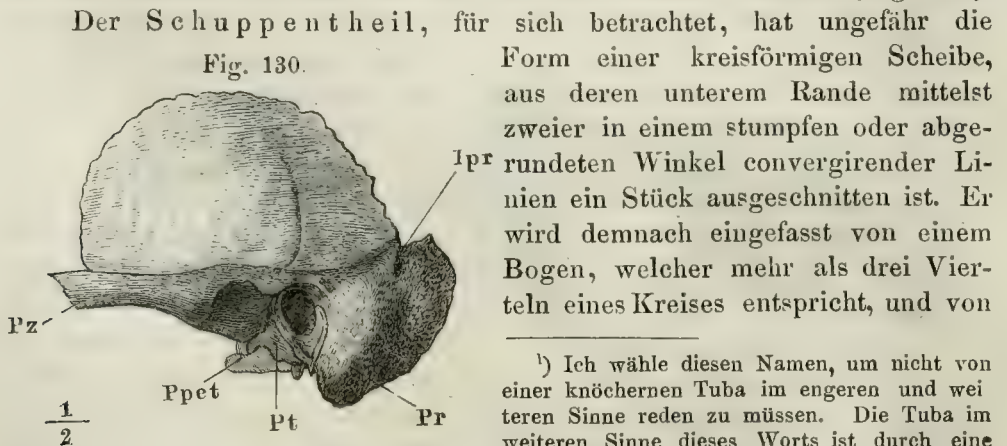 Der Schuppentheil, für sich betrachtet, hat ungefähr die
Fig. 130.
Form einer kreisförmigen Scheibe,
aus deren unterem Rande mittelst
zweier in einem stumpfen oder abge-
rundeten Winkel convergirender Li-
nien ein Stück ausgeschnitten ist. Er
wird demnach eingefasst von einem
Bogen, welcher mehr als drei Vier-
teln eines Kreises entspricht, und von
Ipr
Pz
Ppet
Pt
Pr
1/2
¹) Ich wähle diesen Namen, um nicht von
einer knöchernen Tuba im engeren und wei
teren Sinne reden zu müssen. Die Tuba im
weiteren Sinne dieses Worts ist durch eine